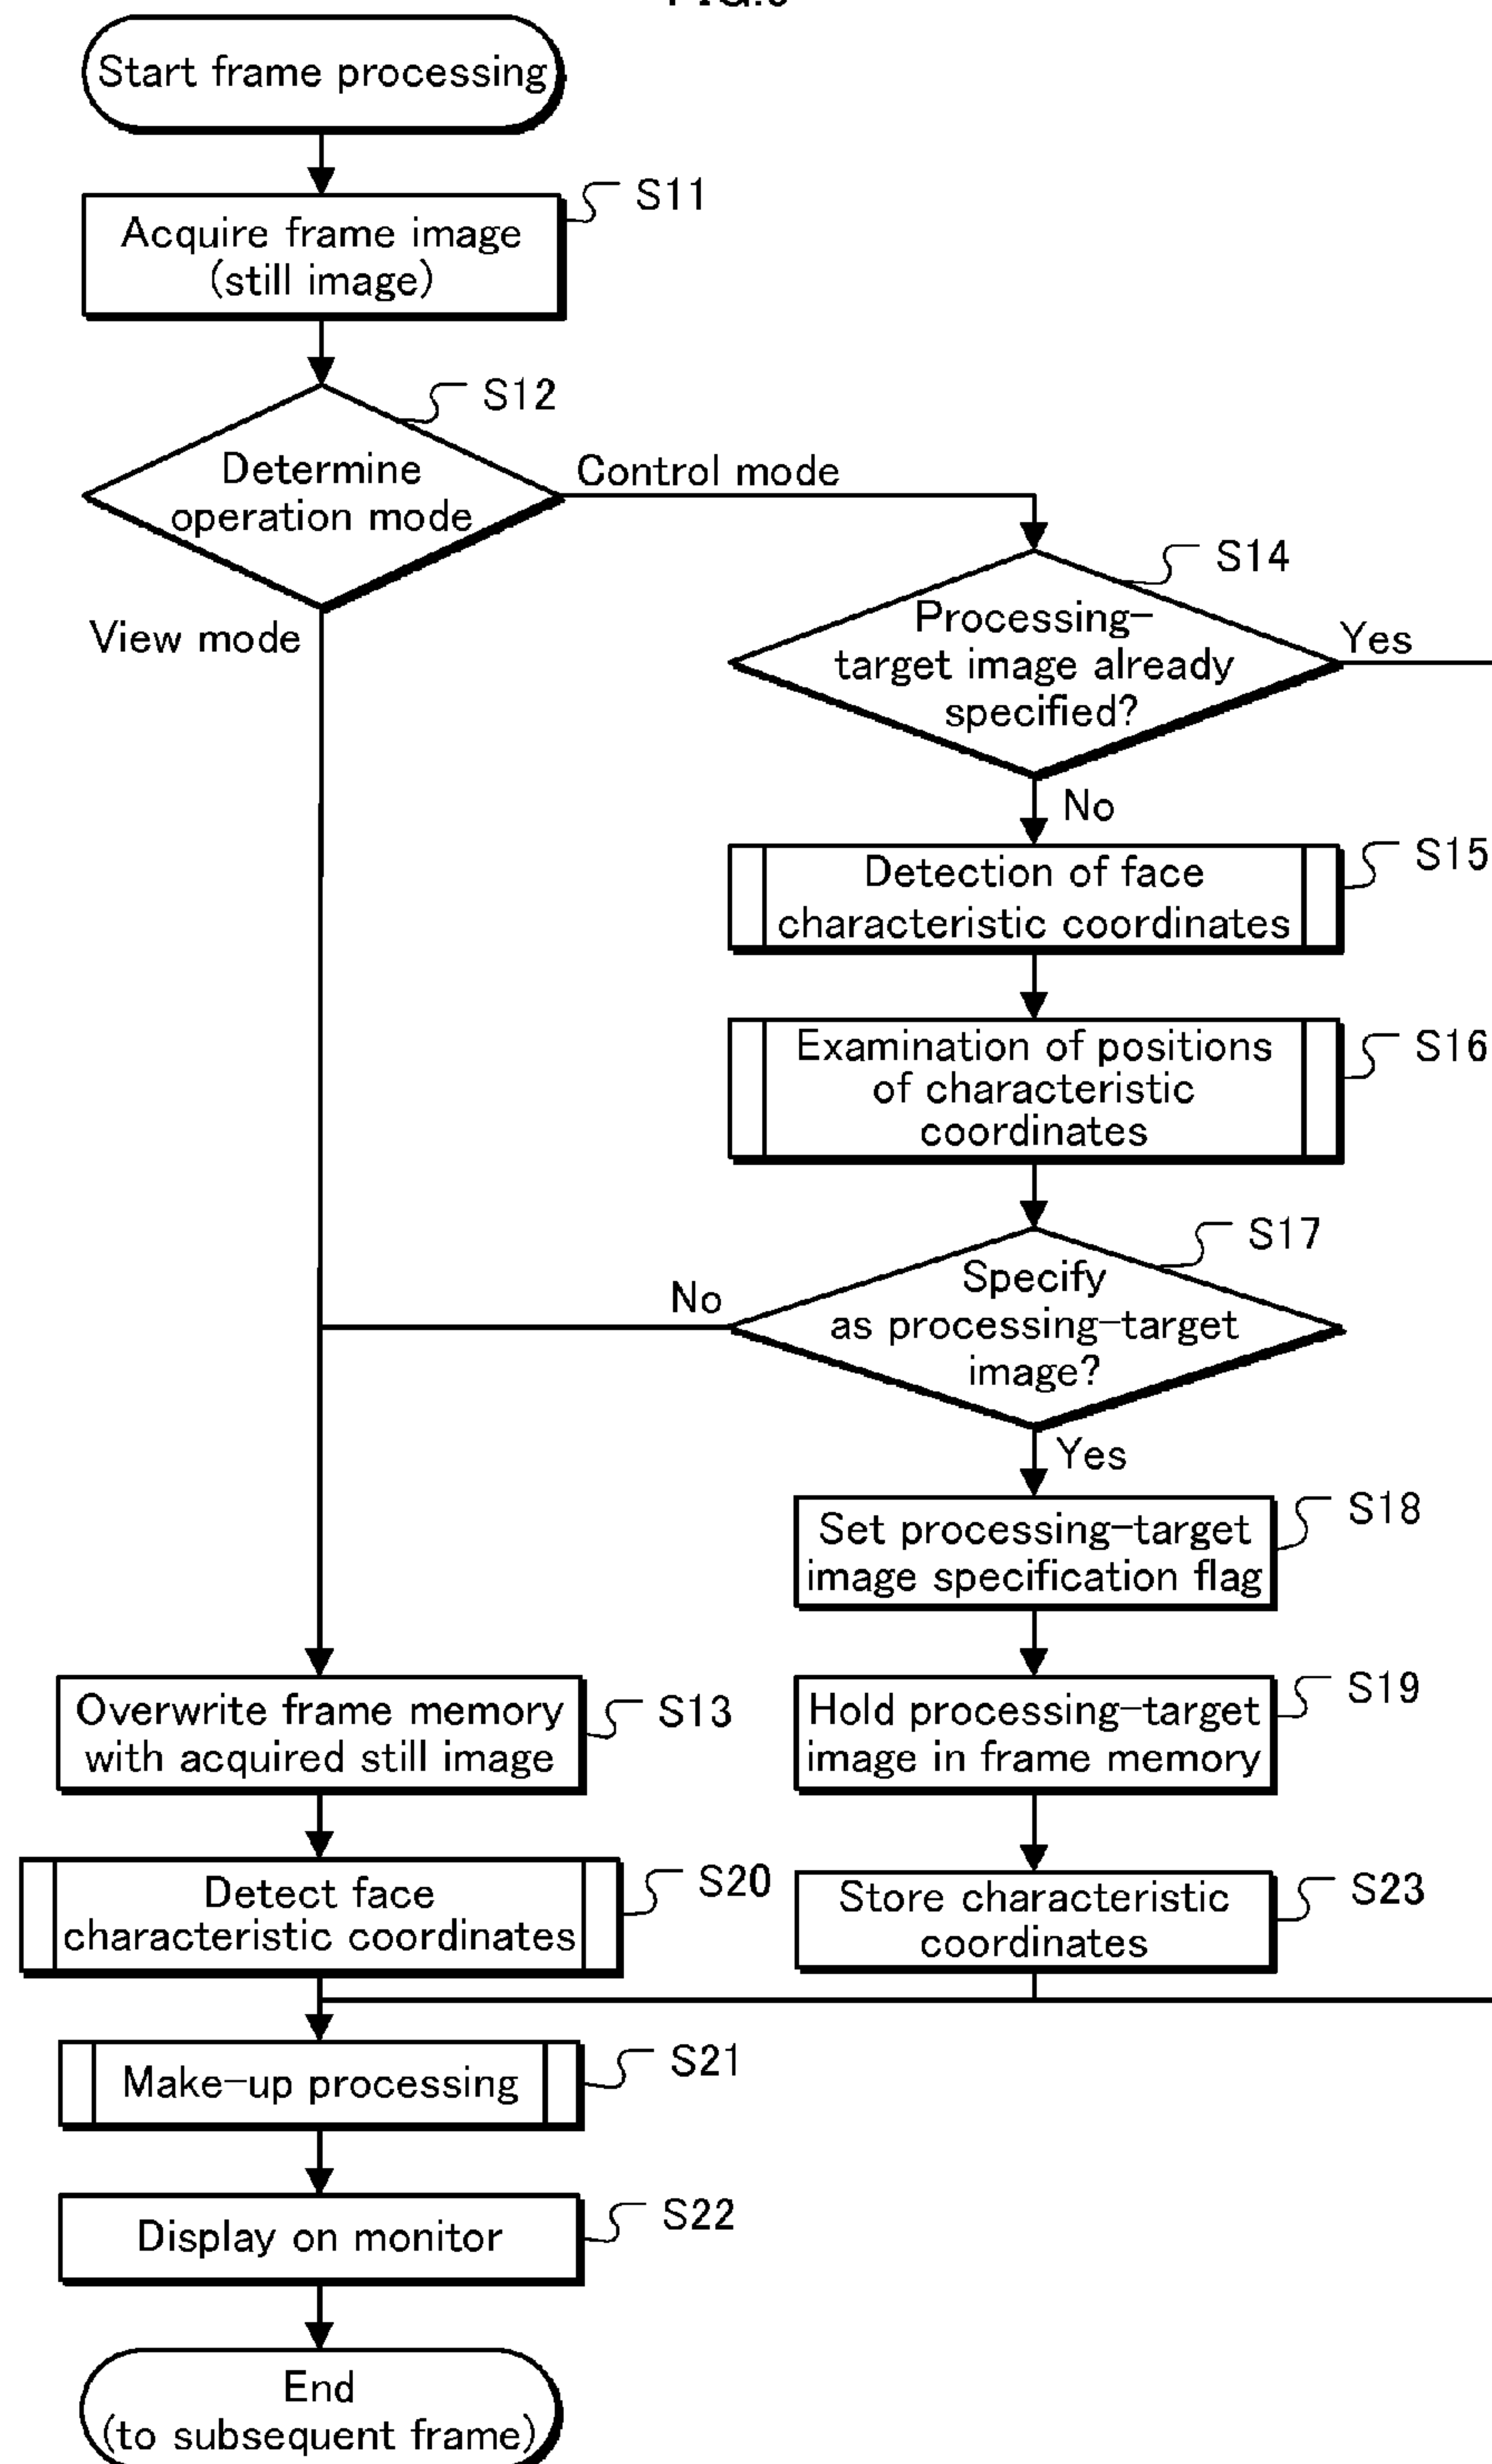 Start frame processing
S11
Acquire frame image
(still image)
S12
Determine
operation mode
Control mode
View mode
S14
Processing-
target image already
specified?
Yes
No
S15
Detection of face
characteristic coordinates
S16
Examination of positions
of characteristic
coordinates
S17
Specify
as processing-target
image?
No
Yes
S18
Set processing-target
image specification flag
S13
Overwrite frame memory
with acquired still image
S19
Hold processing-target
image in frame memory
S20
Detect face
characteristic coordinates
S23
Store characteristic
coordinates
S21
Make-up processing
S22
Display on monitor
End
(to subsequent frame)